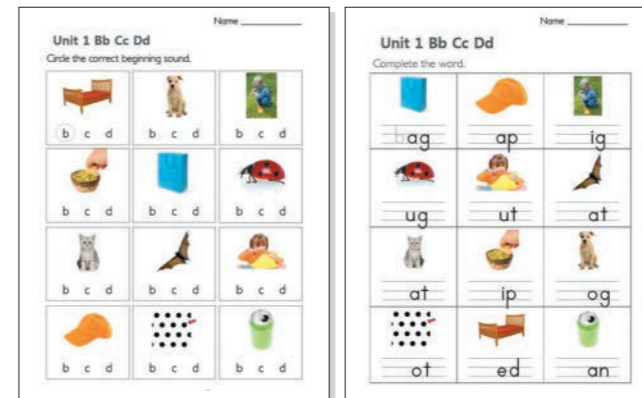 Name
Unit 1 Bb Cc Dd
Circle the correct beginning sound.
b c d b c d b c d
b c d b c d b c d
b c d b c d b c d
b c d b c d b c d
Name
Unit 1 Bb Cc Dd
Complete the word.
bag ap ig
ug ut at
at ip og
ot ed an